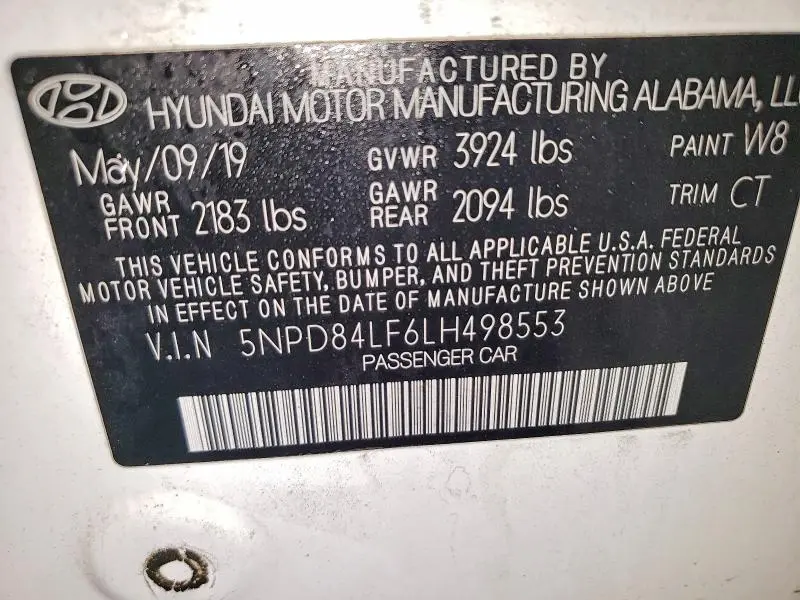 MANUFACTURED BY
HYUNDAI MOTOR MANUFACTURING ALABAMA, LL
May/09/19 GVWR 3924 lbs PAINT W8
GAWR FRONT 2183 lbs GAWR REAR 2094 lbs TRIM CT
THIS VEHICLE CONFORMS TO ALL APPLICABLE U.S.A. FEDERAL
MOTOR VEHICLE SAFETY, BUMPER, AND THEFT PREVENTION STANDARDS
IN EFFECT ON THE DATE OF MANUFACTURE SHOWN ABOVE
V.I.N 5NPD84LF6LH498553
PASSENGER CAR